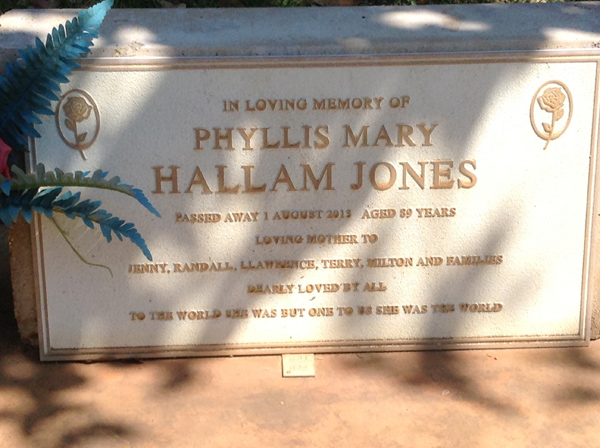 IN LOVING MEMORY OF
PHYLLIS MARY
HALLAM JONES
PASSED AWAY 1 AUGUST 2013 AGED 89 YEARS
LOVING MOTHER TO
JENNY, RANDALL, LLAWRENCE, TERRY, MILTON AND FAMILIES
DEARLY LOVED BY ALL
TO THE WORLD SHE WAS BUT ONE TO US SHE WAS THE WORLD